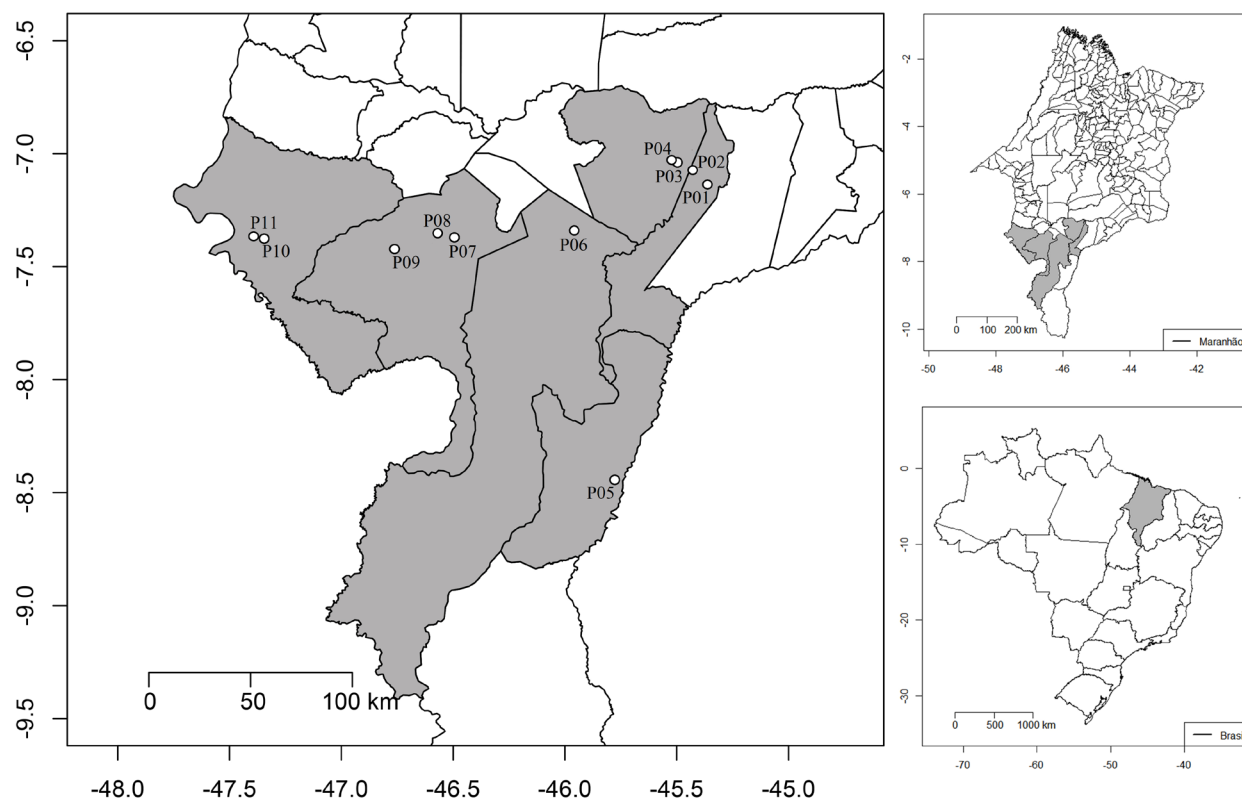 -6.5
-7.0
-7.5
-8.0
-8.5
-9.0
-9.5
P04
P03
P02
P01
P11
P10
P08
P07
P09
P06
P05
0 50 100 km
-48.0 -47.5 -47.0 -46.5 -46.0 -45.5 -45.0
-2
-4
-6
-8
-10
0 100 200 km
Maranhão
-50 -48 -46 -44 -42
0
-10
-20
-30
0 500 1000 km
Brasi
-70 -60 -50 -40